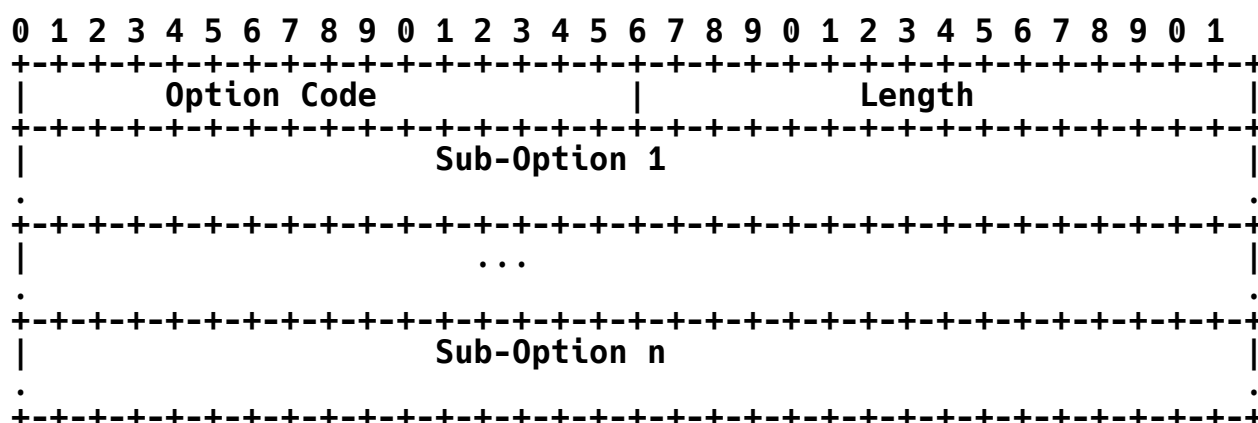 0 1 2 3 4 5 6 7 8 9 0 1 2 3 4 5 6 7 8 9 0 1 2 3 4 5 6 7 8 9 0 1
+-+-+-+-+-+-+-+-+-+-+-+-+-+-+-+-+-+-+-+-+-+-+-+-+-+-+-+-+-+-+-+-+
|       Option Code             |           Length              |
+-+-+-+-+-+-+-+-+-+-+-+-+-+-+-+-+-+-+-+-+-+-+-+-+-+-+-+-+-+-+-+-+
|                     Sub-Option 1                              |
.                                                               .
+-+-+-+-+-+-+-+-+-+-+-+-+-+-+-+-+-+-+-+-+-+-+-+-+-+-+-+-+-+-+-+-+
|                       ...                                     |
.                                                               .
+-+-+-+-+-+-+-+-+-+-+-+-+-+-+-+-+-+-+-+-+-+-+-+-+-+-+-+-+-+-+-+-+
|                     Sub-Option n                              |
.                                                               .
+-+-+-+-+-+-+-+-+-+-+-+-+-+-+-+-+-+-+-+-+-+-+-+-+-+-+-+-+-+-+-+-+